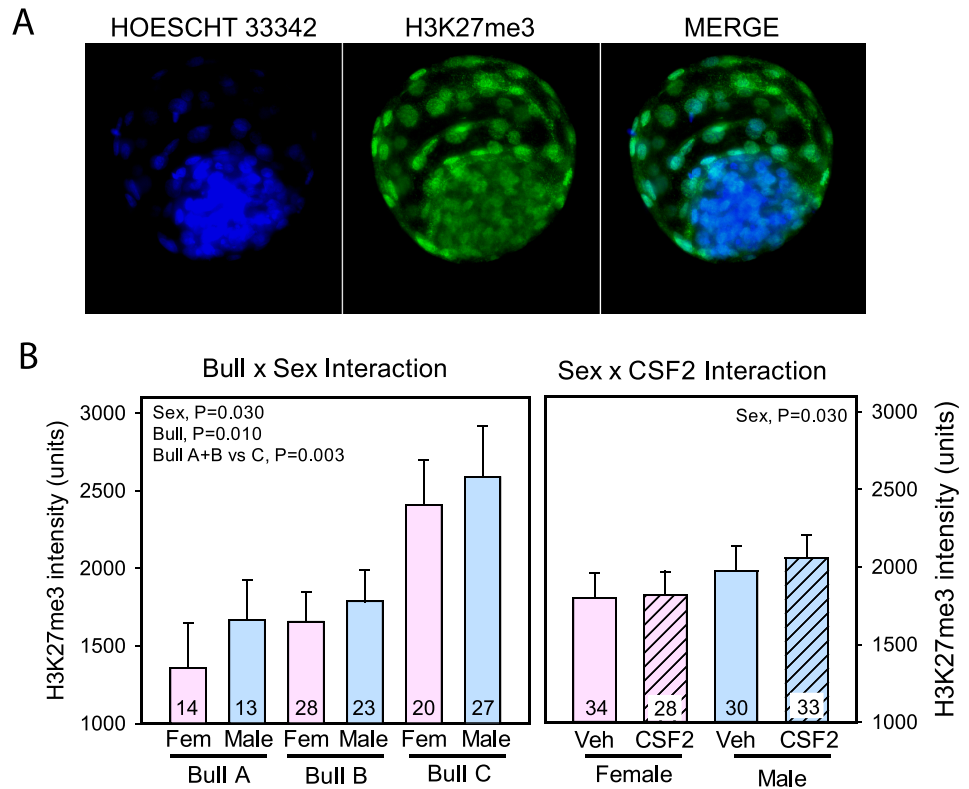 A
HOESCHT 33342
H3K27me3
MERGE
B
Bull x Sex Interaction
Sex x CSF2 Interaction
H3K27me3 intensity (units)
3000
2500
2000
1500
1000
Sex, P=0.030
Bull, P=0.010
Bull A+B vs C, P=0.003
14
13
28
23
20
27
Fem Male Fem Male Fem Male
Bull A
Bull B
Bull C
Sex, P=0.030
34
28
30
33
Veh CSF2 Veh CSF2
Female
Male
3000
2500
2000
1500
1000
H3K27me3 intensity (units)